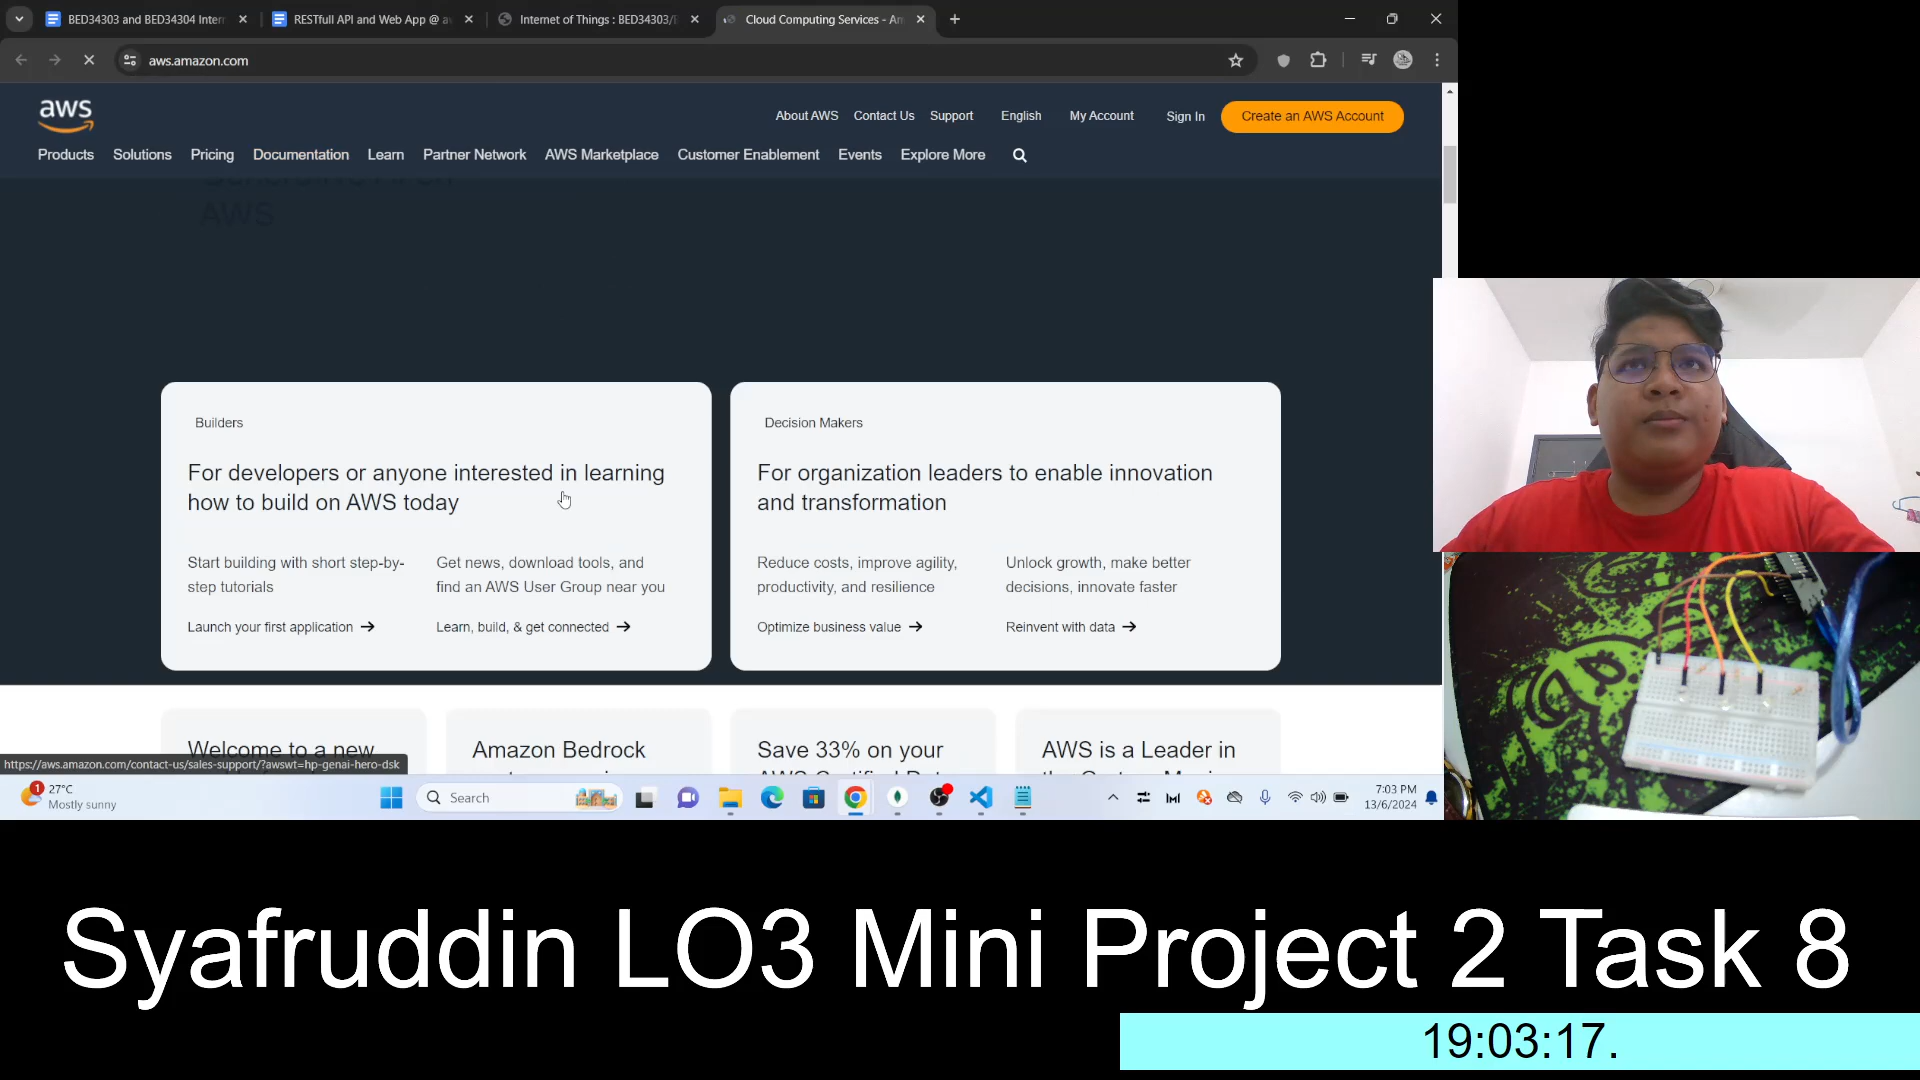 BED34303 and BED34304 Inter
RESTfull API and Web App @ a
Internet of Things : BED34303/
Cloud Computing Services - Am
aws.amazon.com
aws
About AWS
Contact Us
Support
English
My Account
Sign In
Create an AWS Account
Products
Solutions
Pricing
Documentation
Learn
Partner Network
AWS Marketplace
Customer Enablement
Events
Explore More
AWS
Builders
For developers or anyone interested in learning
how to build on AWS today
Start building with short step-by-
step tutorials
Launch your first application →
Get news, download tools, and
find an AWS User Group near you
Learn, build, & get connected →
Decision Makers
For organization leaders to enable innovation
and transformation
Reduce costs, improve agility,
productivity, and resilience
Optimize business value →
Unlock growth, make better
decisions, innovate faster
Reinvent with data →
Welcome to a new
Amazon Bedrock
Save 33% on your
AWS is a Leader in
https://aws.amazon.com/contact-us/sales-support/?awswt=hp-genai-hero-dsk
1
27°C
Mostly sunny
Search
7:03 PM
13/6/2024
Syafruddin LO3 Mini Project 2 Task 8
19:03:17.